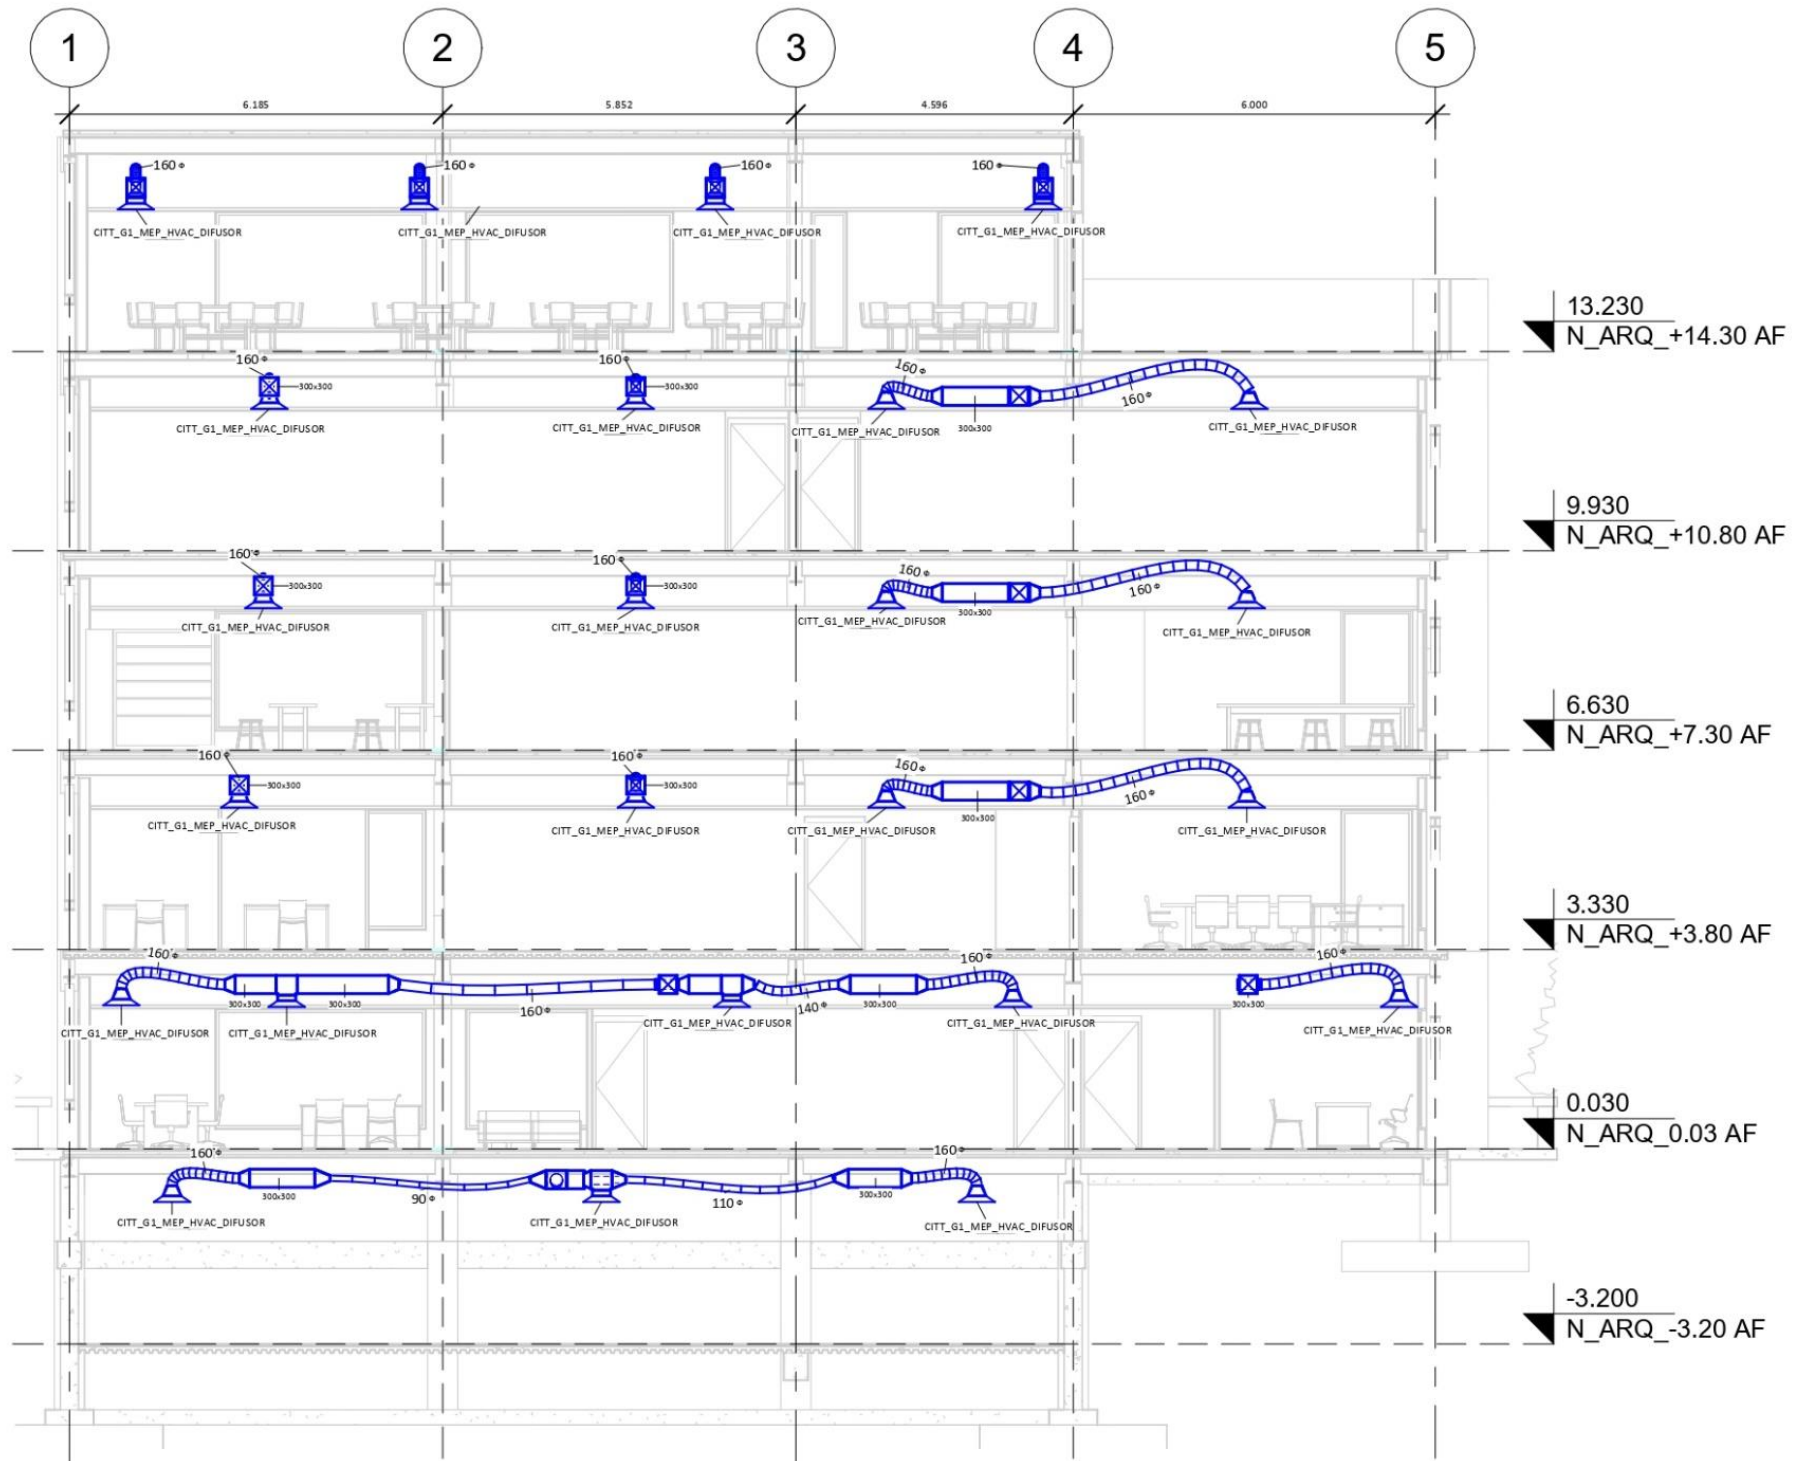 1 2 3 4 5
6.185 5.852 4.596 6.000
160⌀ 160⌀ 160⌀ 160⌀
CITT_G1_MEP_HVAC_DIFUSOR CITT_G1_MEP_HVAC_DIFUSOR CITT_G1_MEP_HVAC_DIFUSOR CITT_G1_MEP_HVAC_DIFUSOR
13.230
N_ARQ_+14.30 AF
160⌀ 160⌀ 160⌀
300x300 300x300 160⌀
CITT_G1_MEP_HVAC_DIFUSOR CITT_G1_MEP_HVAC_DIFUSOR CITT_G1_MEP_HVAC_DIFUSOR 300x300 CITT_G1_MEP_HVAC_DIFUSOR
9.930
N_ARQ_+10.80 AF
160⌀ 160⌀ 160⌀
300x300 300x300 160⌀
300x300
CITT_G1_MEP_HVAC_DIFUSOR CITT_G1_MEP_HVAC_DIFUSOR CITT_G1_MEP_HVAC_DIFUSOR CITT_G1_MEP_HVAC_DIFUSOR
6.630
N_ARQ_+7.30 AF
160⌀ 160⌀ 160⌀
300x300 300x300 160⌀
300x300
CITT_G1_MEP_HVAC_DIFUSOR CITT_G1_MEP_HVAC_DIFUSOR CITT_G1_MEP_HVAC_DIFUSOR CITT_G1_MEP_HVAC_DIFUSOR
3.330
N_ARQ_+3.80 AF
160⌀ 160⌀ 160⌀
300x300 300x300 160⌀ 140⌀ 300x300 300x300
CITT_G1_MEP_HVAC_DIFUSOR CITT_G1_MEP_HVAC_DIFUSOR CITT_G1_MEP_HVAC_DIFUSOR CITT_G1_MEP_HVAC_DIFUSOR CITT_G1_MEP_HVAC_DIFUSOR
0.030
N_ARQ_0.03 AF
160⌀ 160⌀
300x300 90⌀ 110⌀ 300x300
CITT_G1_MEP_HVAC_DIFUSOR CITT_G1_MEP_HVAC_DIFUSOR CITT_G1_MEP_HVAC_DIFUSOR
-3.200
N_ARQ_-3.20 AF